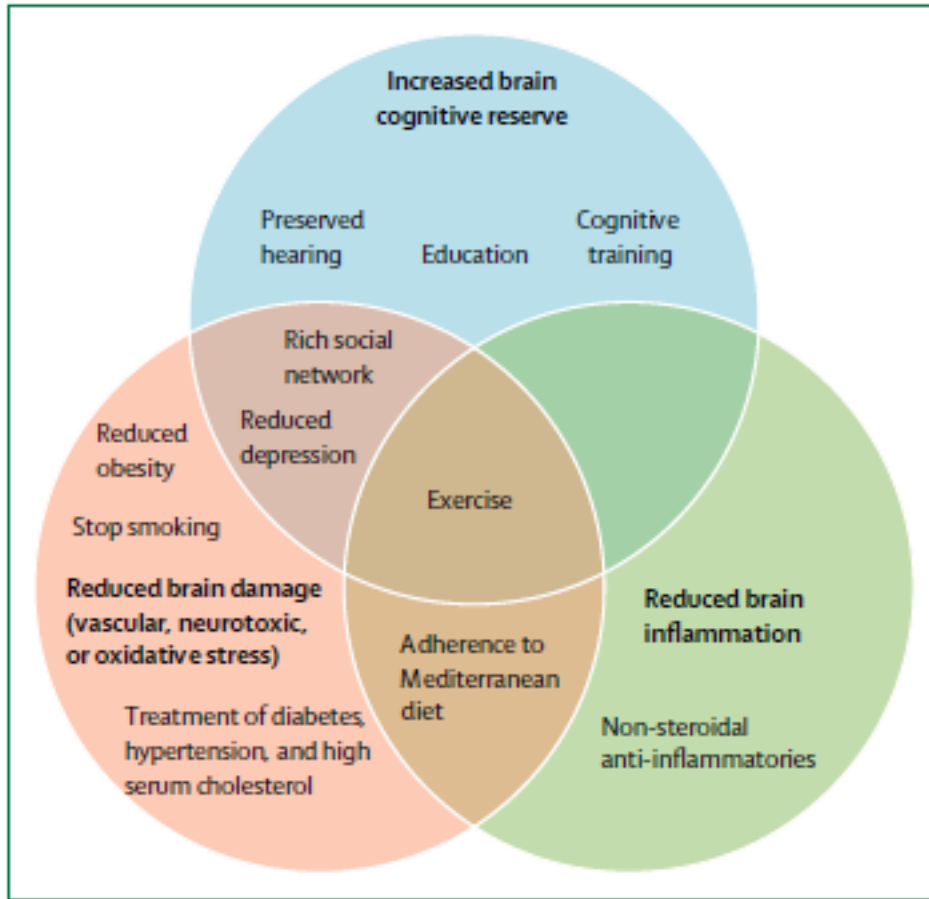 Increased brain
cognitive reserve
Preserved
hearing
Education
Cognitive
training
Rich social
network
Reduced
depression
Reduced
obesity
Stop smoking
Exercise
Reduced brain damage
(vascular, neurotoxic,
or oxidative stress)
Reduced brain
inflammation
Adherence to
Mediterranean
diet
Treatment of diabetes,
hypertension, and high
serum cholesterol
Non-steroidal
anti-inflammatories